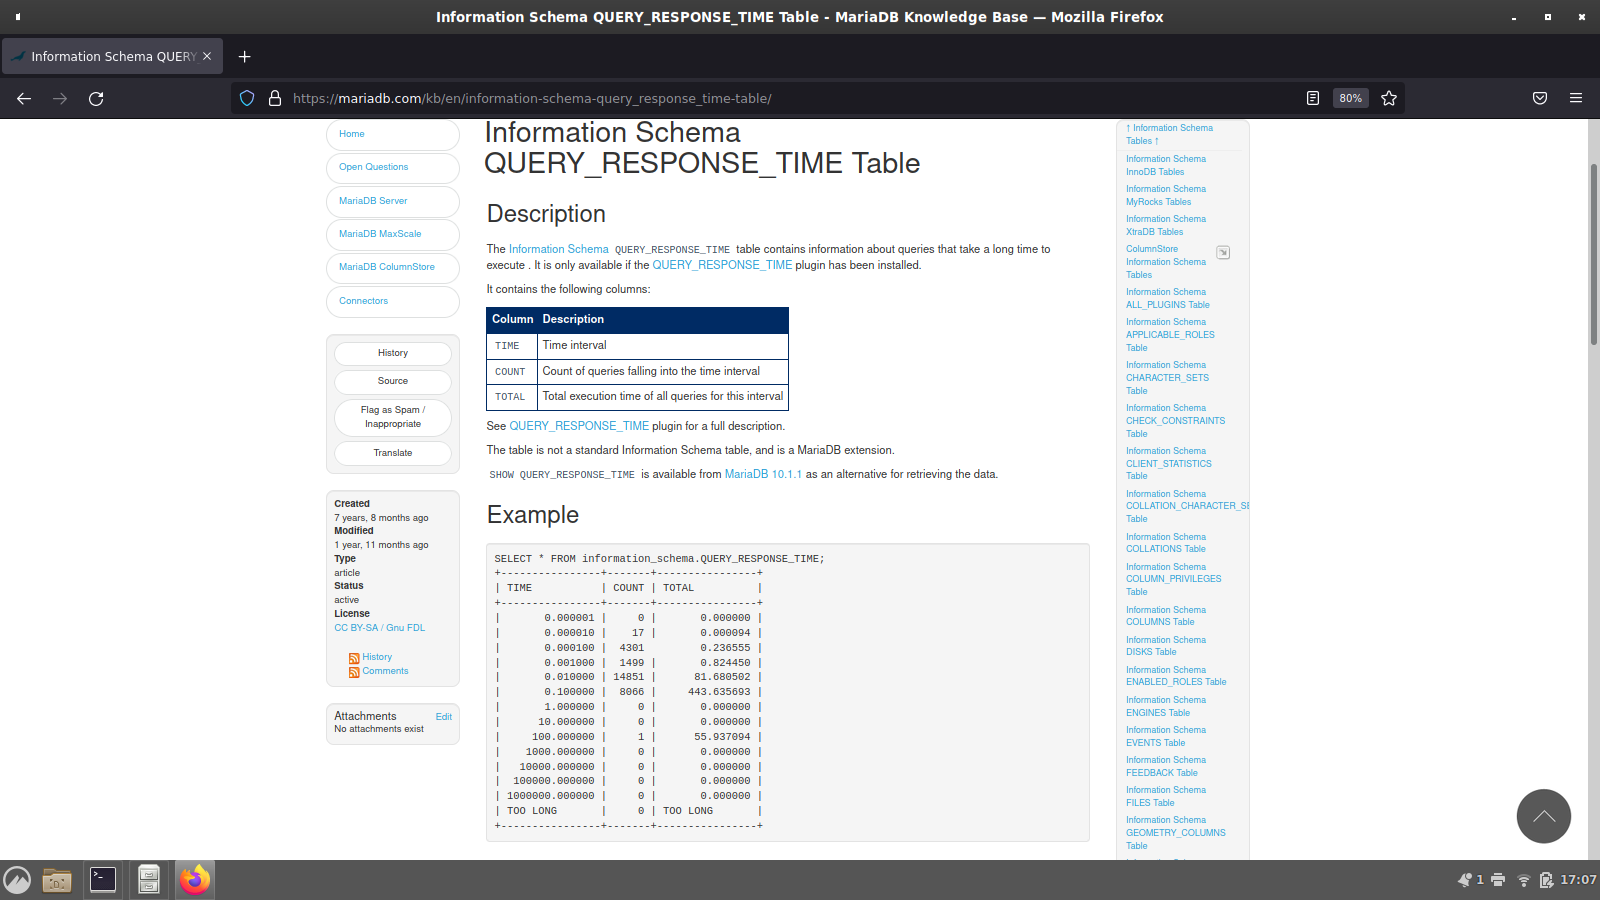 Information Schema QUERY_RESPONSE_TIME Table - MariaDB Knowledge Base — Mozilla Firefox
Information Schema QUERY
https://mariadb.com/kb/en/information-schema-query_response_time-table/
80%
Home
Open Questions
MariaDB Server
MariaDB MaxScale
MariaDB ColumnStore
Connectors
History
Source
Flag as Spam /
Inappropriate
Translate
Created
7 years, 8 months ago
Modified
1 year, 11 months ago
Type
article
Status
active
License
CC BY-SA / Gnu FDL
History
Comments
Attachments Edit
No attachments exist
Information Schema
QUERY_RESPONSE_TIME Table
Description
The Information Schema QUERY_RESPONSE_TIME table contains information about queries that take a long time to
execute . It is only available if the QUERY_RESPONSE_TIME plugin has been installed.
It contains the following columns:
Column Description
TIME Time interval
COUNT Count of queries falling into the time interval
TOTAL Total execution time of all queries for this interval
See QUERY_RESPONSE_TIME plugin for a full description.
The table is not a standard Information Schema table, and is a MariaDB extension.
SHOW QUERY_RESPONSE_TIME is available from MariaDB 10.1.1 as an alternative for retrieving the data.
Example
SELECT * FROM information_schema.QUERY_RESPONSE_TIME;
+----------------+-------+----------------+
| TIME           | COUNT | TOTAL          |
+----------------+-------+----------------+
|       0.000001 |     0 |       0.000000 |
|       0.000010 |    17 |       0.000094 |
|       0.000100 |  4301         0.236555 |
|       0.001000 |  1499 |       0.824450 |
|       0.010000 | 14851 |      81.680502 |
|       0.100000 |  8066 |     443.635693 |
|       1.000000 |     0 |       0.000000 |
|      10.000000 |     0 |       0.000000 |
|     100.000000 |     1 |      55.937094 |
|    1000.000000 |     0 |       0.000000 |
|   10000.000000 |     0 |       0.000000 |
|  100000.000000 |     0 |       0.000000 |
| 1000000.000000 |     0 |       0.000000 |
| TOO LONG       |     0 | TOO LONG       |
+----------------+-------+----------------+
↑ Information Schema
Tables ↑
Information Schema
InnoDB Tables
Information Schema
MyRocks Tables
Information Schema
XtraDB Tables
ColumnStore
Information Schema
Tables
Information Schema
ALL_PLUGINS Table
Information Schema
APPLICABLE_ROLES
Table
Information Schema
CHARACTER_SETS
Table
Information Schema
CHECK_CONSTRAINTS
Table
Information Schema
CLIENT_STATISTICS
Table
Information Schema
COLLATION_CHARACTER_SE
Table
Information Schema
COLLATIONS Table
Information Schema
COLUMN_PRIVILEGES
Table
Information Schema
COLUMNS Table
Information Schema
DISKS Table
Information Schema
ENABLED_ROLES Table
Information Schema
ENGINES Table
Information Schema
EVENTS Table
Information Schema
FEEDBACK Table
Information Schema
FILES Table
Information Schema
GEOMETRY_COLUMNS
Table
1
17:07